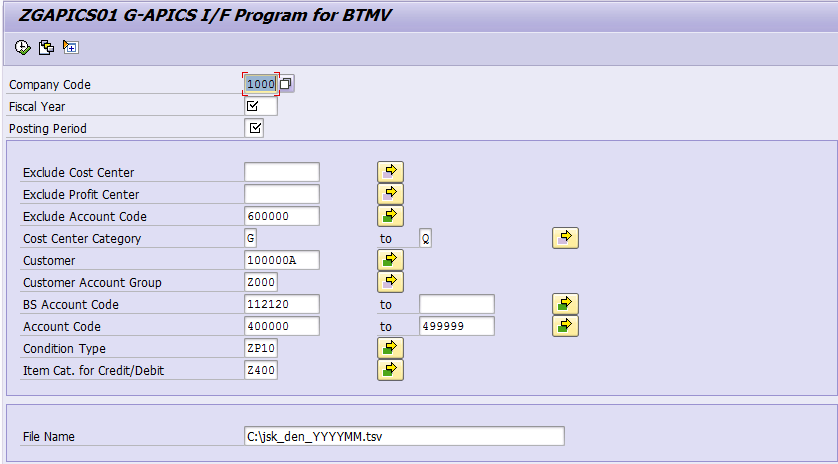 ZGAPICS01 G-APICS I/F Program for BTMV
Company Code 1000
Fiscal Year
Posting Period
Exclude Cost Center
Exclude Profit Center
Exclude Account Code 600000
Cost Center Category G to Q
Customer 100000A
Customer Account Group Z000
BS Account Code 112120 to
Account Code 400000 to 499999
Condition Type ZP10
Item Cat. for Credit/Debit Z400
File Name C:\jsk_den_YYYYMM.tsv